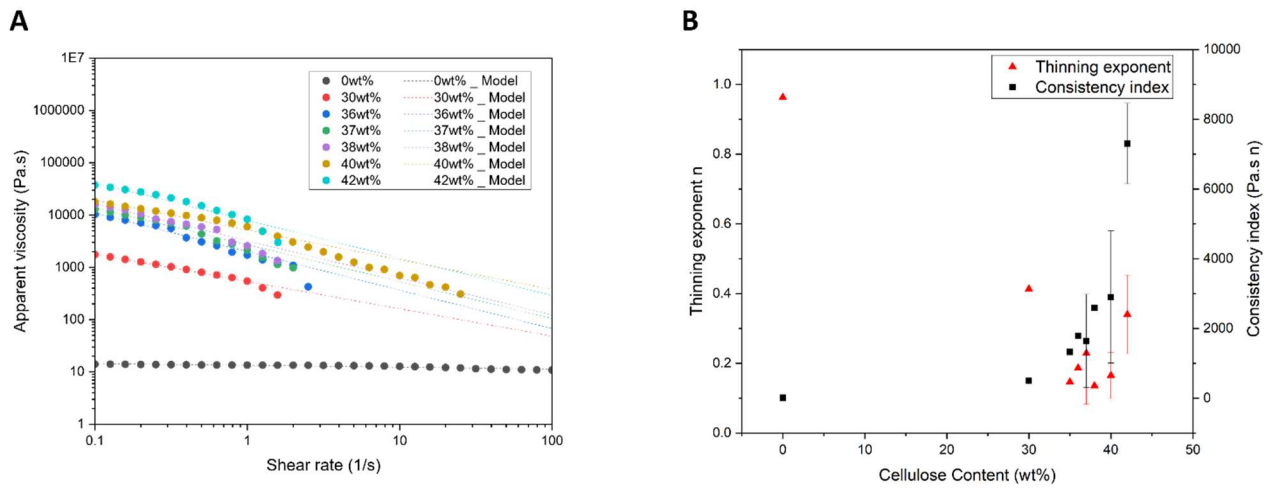 A
1E7
1000000
100000
10000
1000
100
10
1
0.1
1
10
100
Apparent viscosity (Pa.s)
Shear rate (1/s)
0wt% 0wt% _ Model
30wt% 30wt% _ Model
36wt% 36wt% _ Model
37wt% 37wt% _ Model
38wt% 38wt% _ Model
40wt% 40wt% _ Model
42wt% 42wt% _ Model
B
1.0
0.8
0.6
0.4
0.2
0.0
Thinning exponent n
0
10
20
30
40
50
Cellulose Content (wt%)
10000
8000
6000
4000
2000
0
Consistency index (Pa.s n)
Thinning exponent
Consistency index